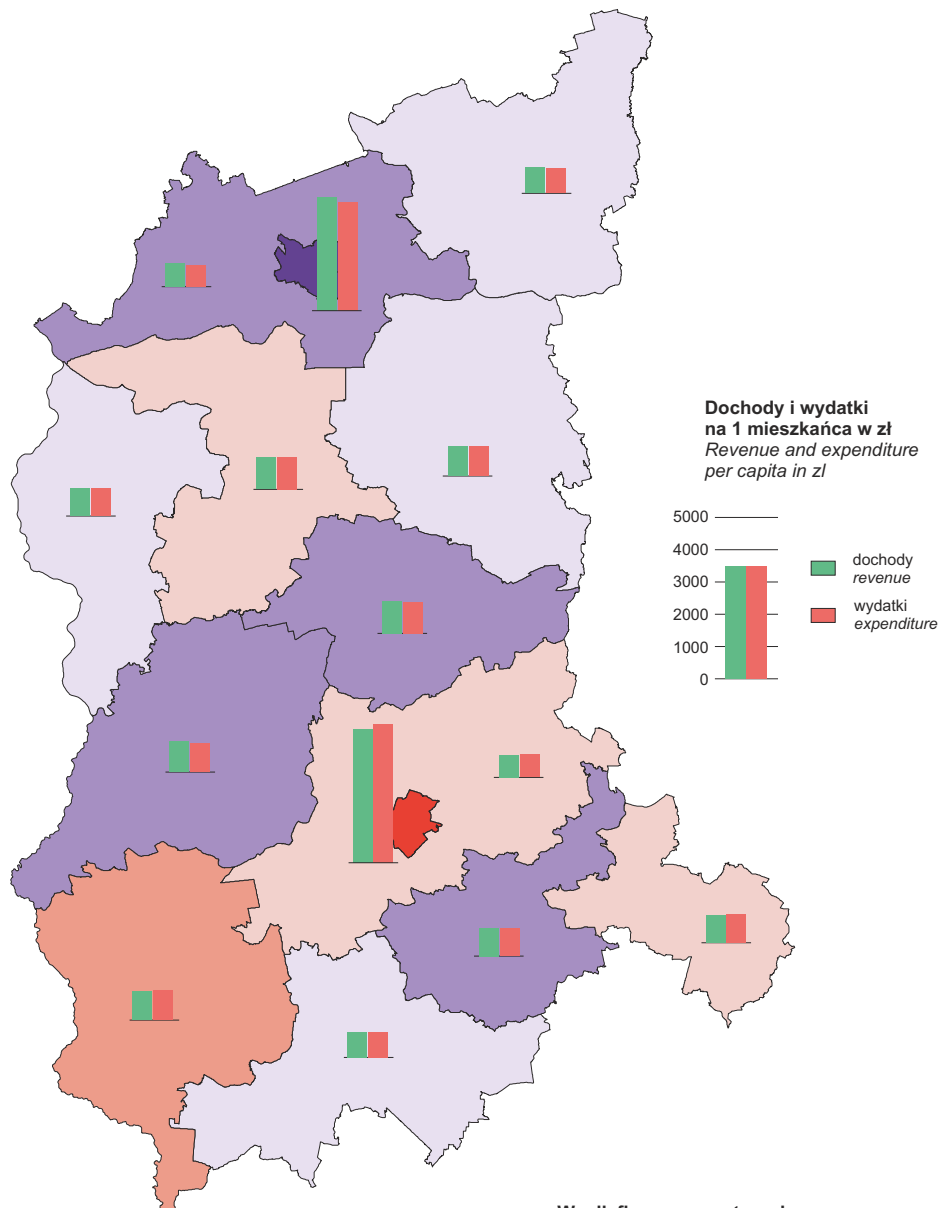 Dochody i wydatki
na 1 mieszkańca w zł
Revenue and expenditure
per capita in zl
5000
4000
3000
2000
1000
0
dochody
revenue
wydatki
expenditure